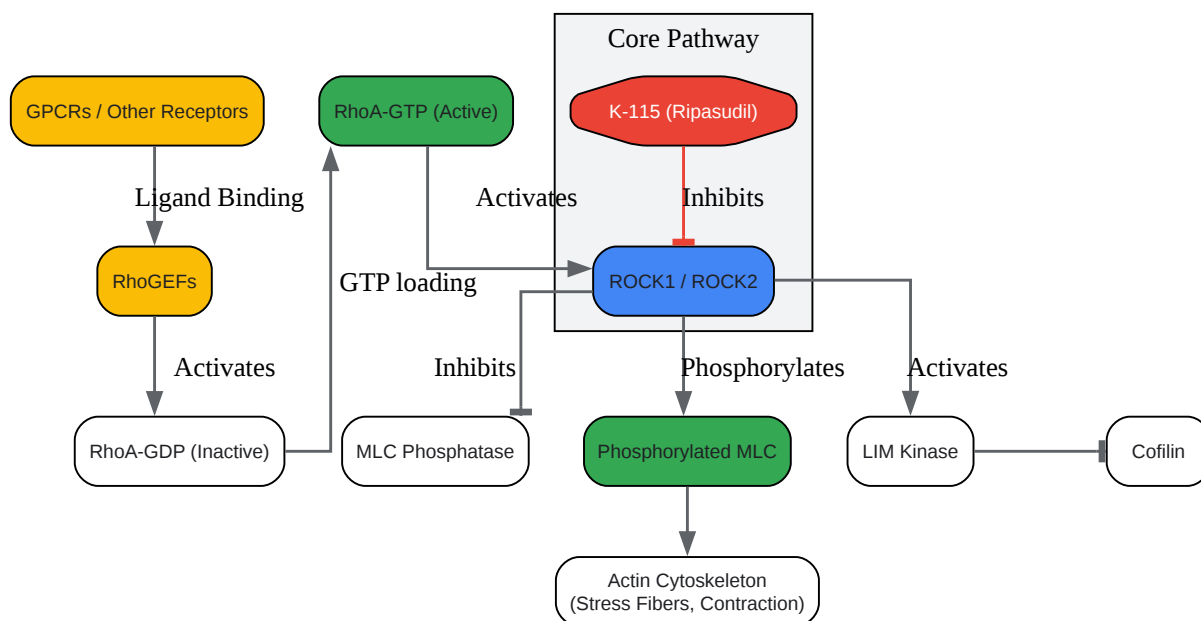 Core Pathway
GPCRs / Other Receptors
RhoA-GTP (Active)
K-115 (Ripasudil)
Ligand Binding
Activates
Inhibits
RhoGEFs
GTP loading
ROCK1 / ROCK2
Activates
Inhibits
Phosphorylates
Activates
RhoA-GDP (Inactive)
MLC Phosphatase
Phosphorylated MLC
LIM Kinase
Cofilin
Actin Cytoskeleton
(Stress Fibers, Contraction)